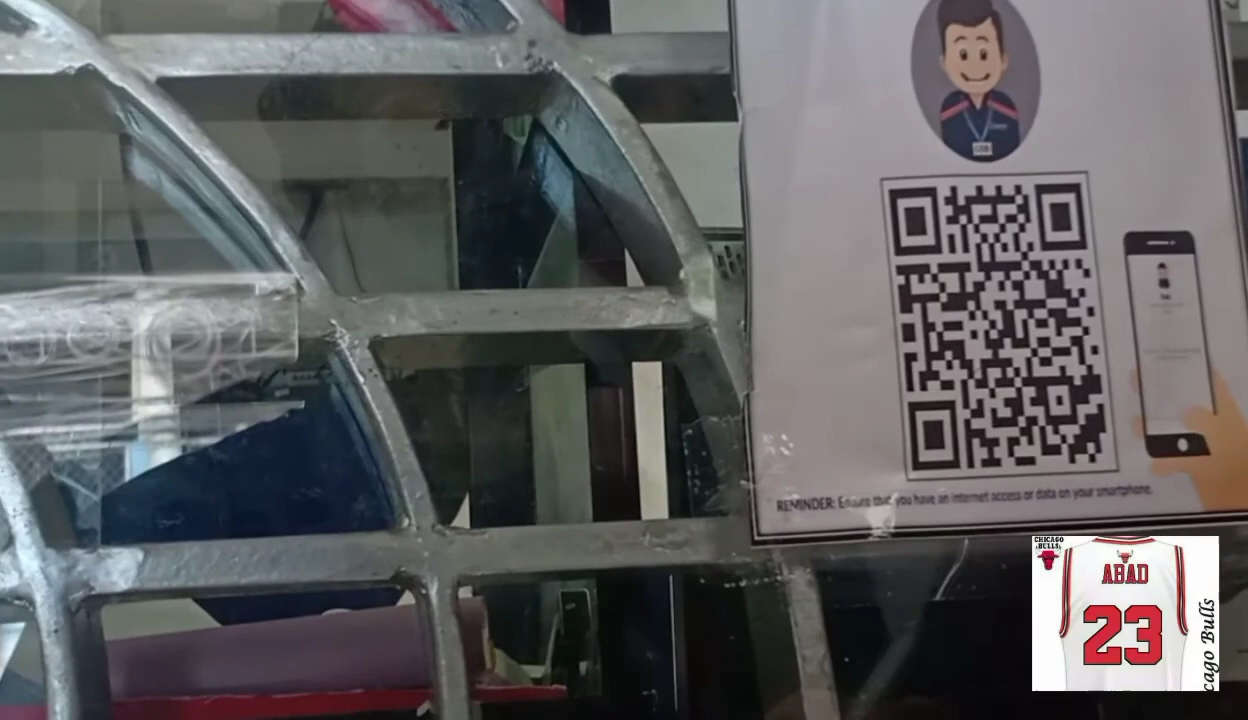 REMINDER: Ensure that you have an internet access or data on your smartphone.
CHICAGO
BULLS
ABAD
23
cago Bulls